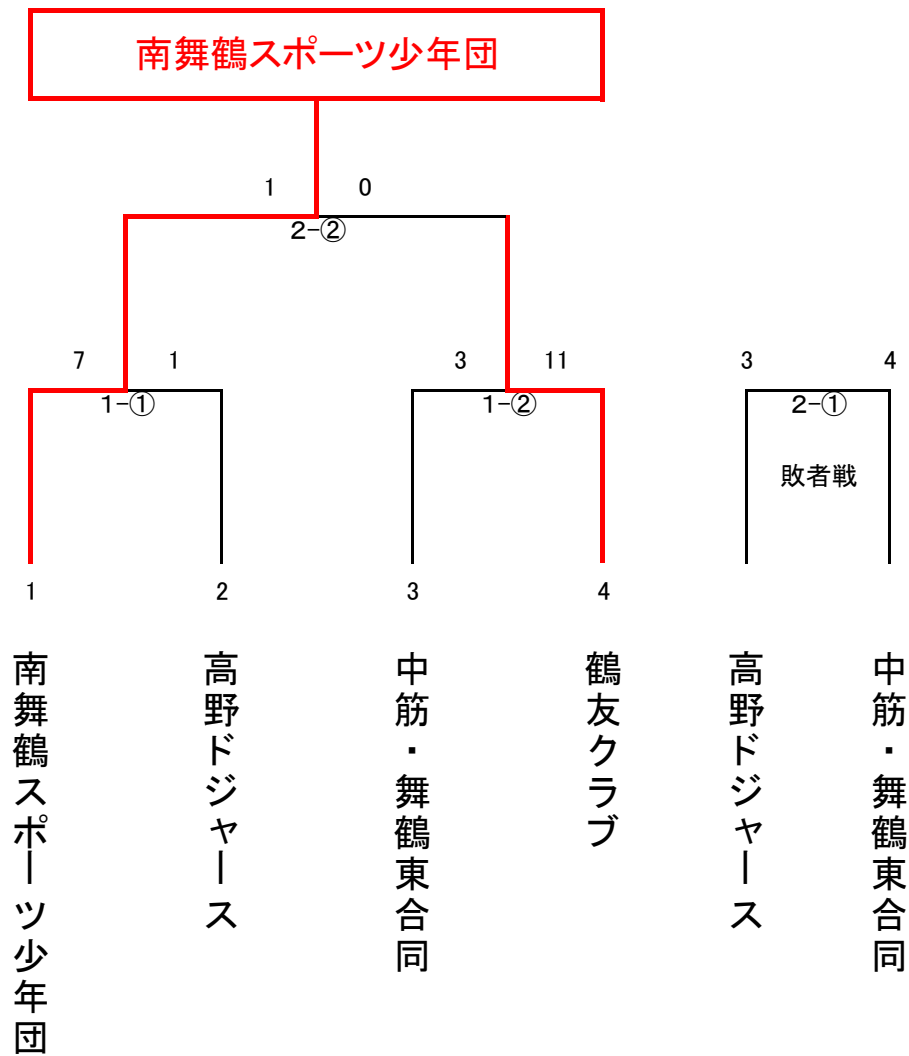 南舞鶴スポーツ少年団
1 0
2-②
7 1 3 11 3 4
1-① 1-② 2-①
敗者戦
1 2 3 4
南舞鶴スポーツ少年団
高野ドジャース
中筋・舞鶴東合同
鶴友クラブ
高野ドジャース
中筋・舞鶴東合同